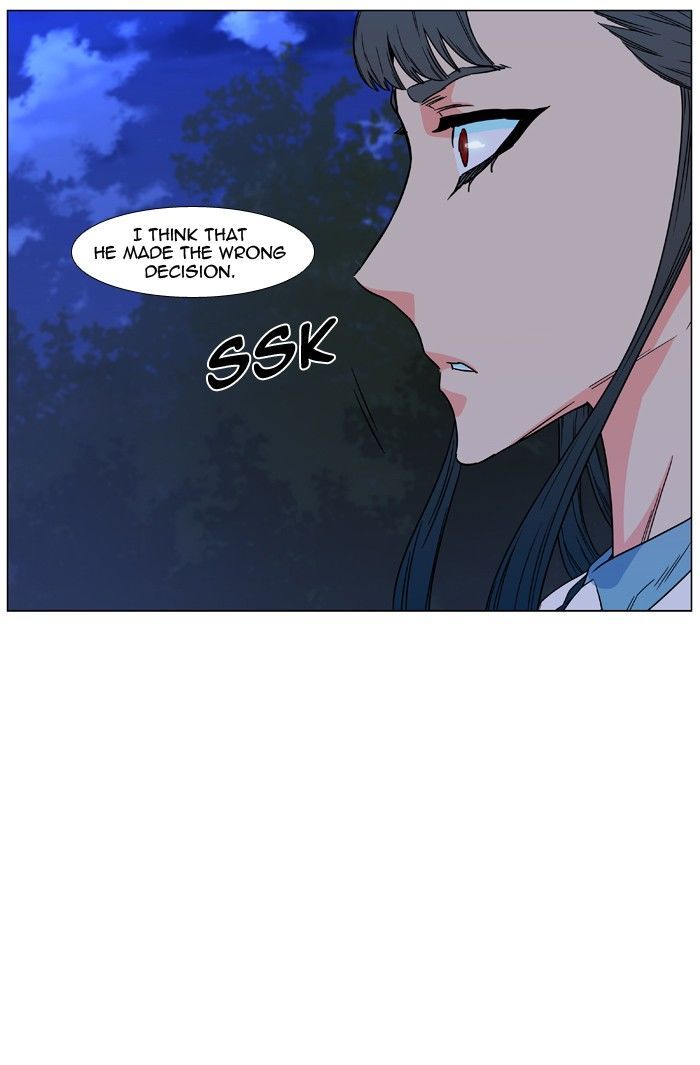 I THINK THAT
HE MADE THE WRONG
DECISION.
SSK